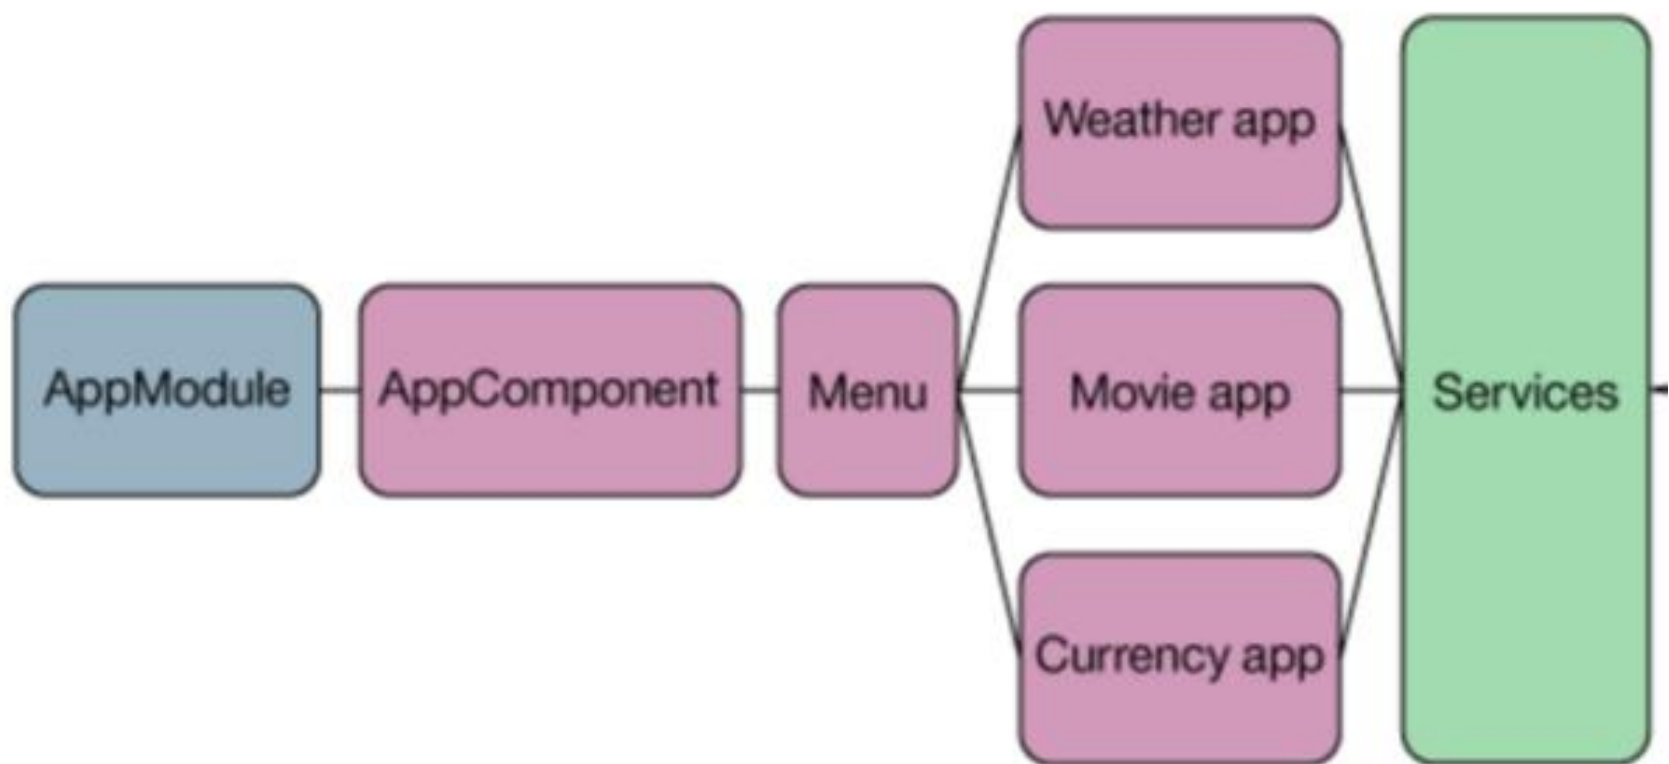 Weather app
AppModule
AppComponent
Menu
Movie app
Services
Currency app